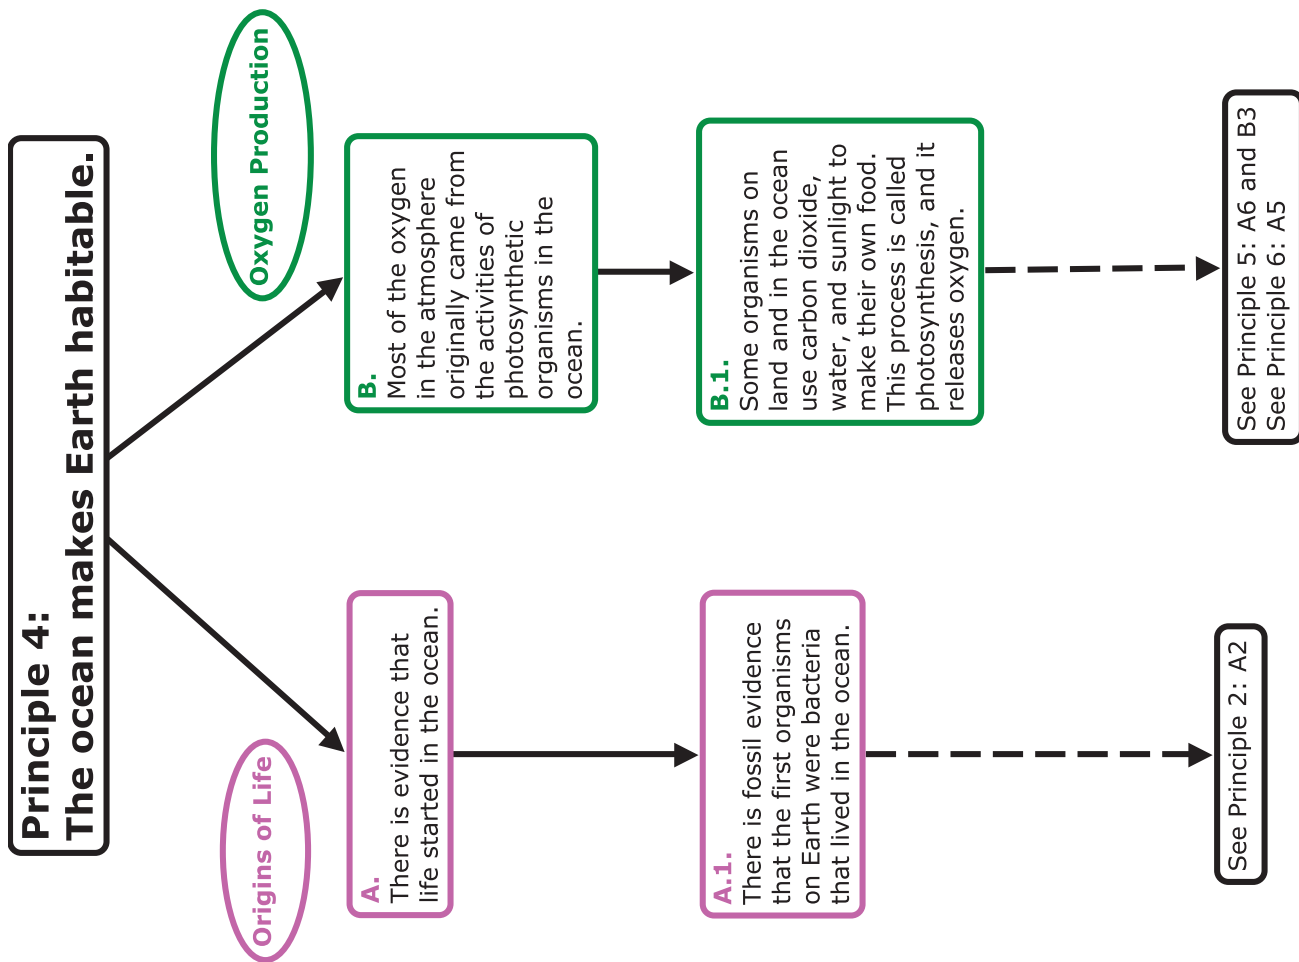 Principle 4:
The ocean makes Earth habitable.
Origins of Life
A.
There is evidence that
life started in the ocean.
A.1.
There is fossil evidence
that the first organisms
on Earth were bacteria
that lived in the ocean.
See Principle 2: A2
Oxygen Production
B.
Most of the oxygen
in the atmosphere
originally came from
the activities of
photosynthetic
organisms in the
ocean.
B.1.
Some organisms on
land and in the ocean
use carbon dioxide,
water, and sunlight to
make their own food.
This process is called
photosynthesis, and it
releases oxygen.
See Principle 5: A6 and B3
See Principle 6: A5